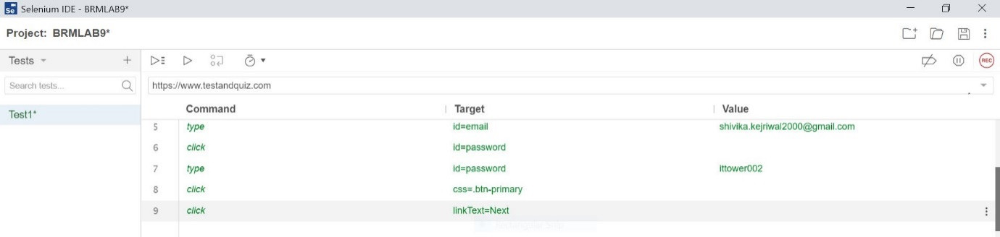 Selenium IDE - BRMLAB9*
Project: BRMLAB9*
Tests
Search tests...
https://www.testandquiz.com
Command Target Value
Test1*
5 type id=email shivika.kejriwal2000@gmail.com
6 click id=password
7 type id=password ittower002
8 click css=.btn-primary
9 click linkText=Next
REC
Se